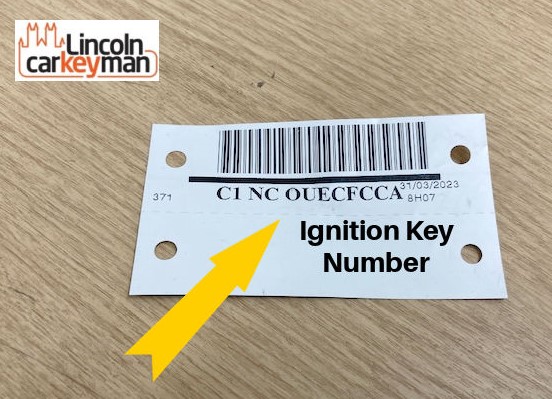 Lincoln
carkeyman
31/03/2023
371 C1 NC OUECFCCA 8H07
Ignition Key
Number